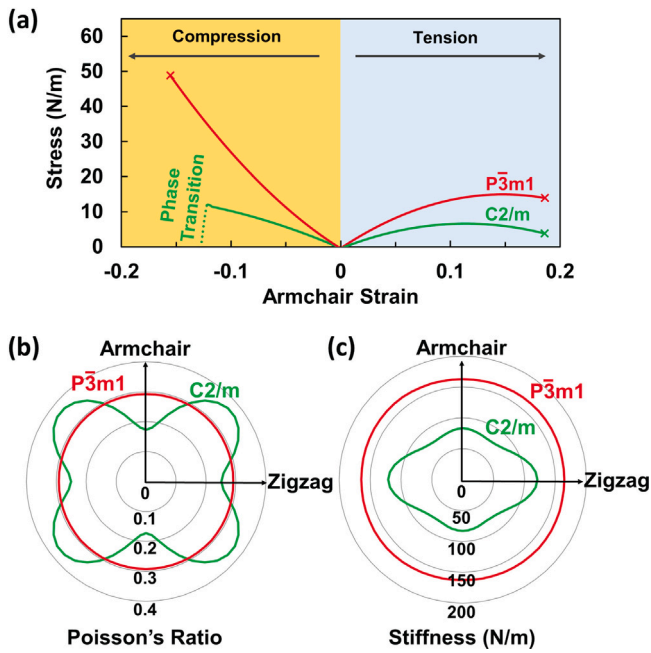 (a)
Compression
Tension
Stress (N/m)
60
50
40
30
20
10
0
Phase
Transition
P3̅m1
C2/m
-0.2
-0.1
0
0.1
0.2
Armchair Strain
(b)
Armchair
P3̅m1
C2/m
Zigzag
0
0.1
0.2
0.3
0.4
Poisson's Ratio
(c)
Armchair
P3̅m1
C2/m
Zigzag
0
50
100
150
200
Stiffness (N/m)